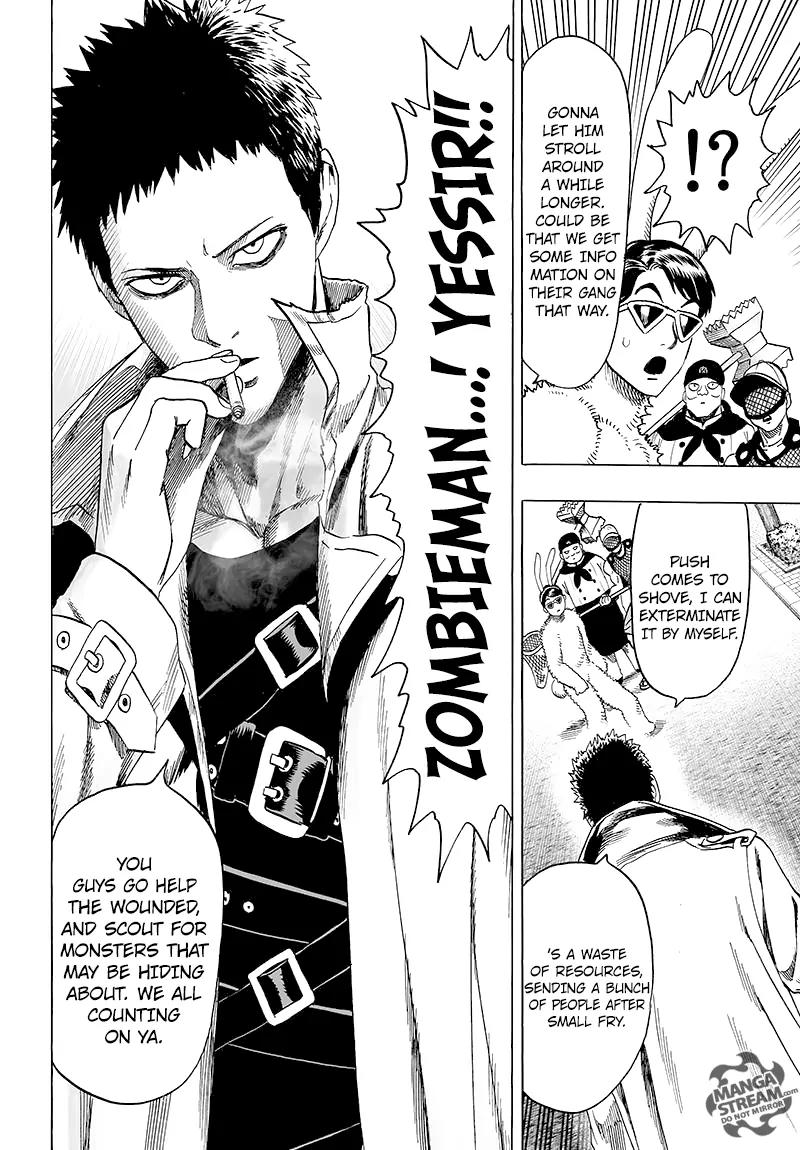 !?
GONNA
LET HIM
STROLL
AROUND
A WHILE
LONGER.
COULD BE
THAT WE GET
SOME INFO
MATION ON
THEIR GANG
THAT WAY.
PUSH
COMES TO
SHOVE, I CAN
EXTERMINATE
IT BY MYSELF.
'S A WASTE
OF RESOURCES,
SENDING A BUNCH
OF PEOPLE AFTER
SMALL FRY.
ZOMBIEMAN...! YESSIR!!
YOU
GUYS GO HELP
THE WOUNDED,
AND SCOUT FOR
MONSTERS THAT
MAY BE HIDING
ABOUT. WE ALL
COUNTING
ON YA.
MANGA
STREAM.com
DO NOT MIRROR